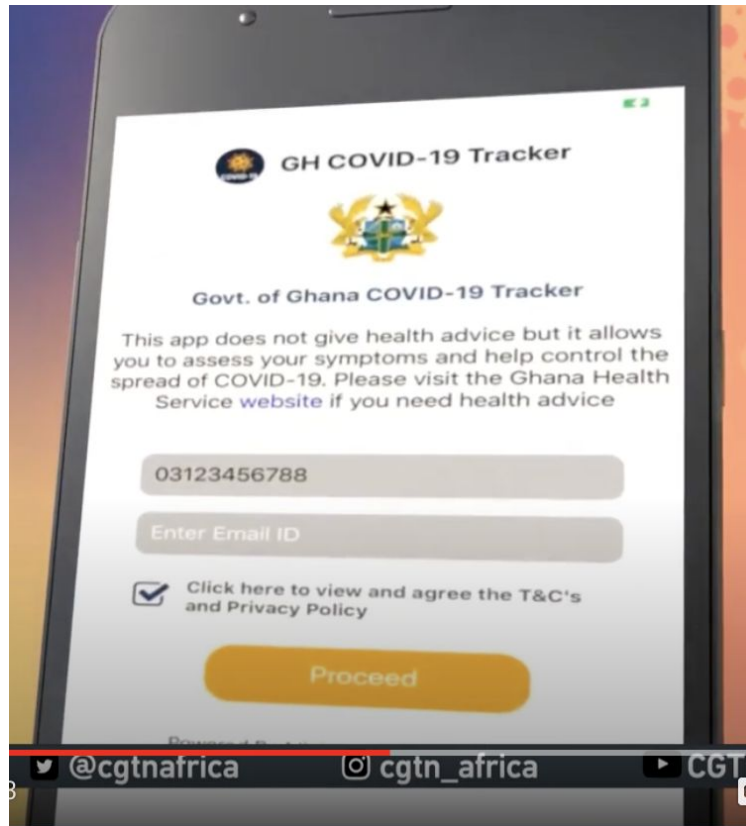 GH COVID-19 Tracker
Govt. of Ghana COVID-19 Tracker
This app does not give health advice but it allows
you to assess your symptoms and help control the
spread of COVID-19. Please visit the Ghana Health
Service website if you need health advice
03123456788
Enter Email ID
Click here to view and agree the T&C's
and Privacy Policy
Proceed
@cgtnafrica cgtn_africa CGT